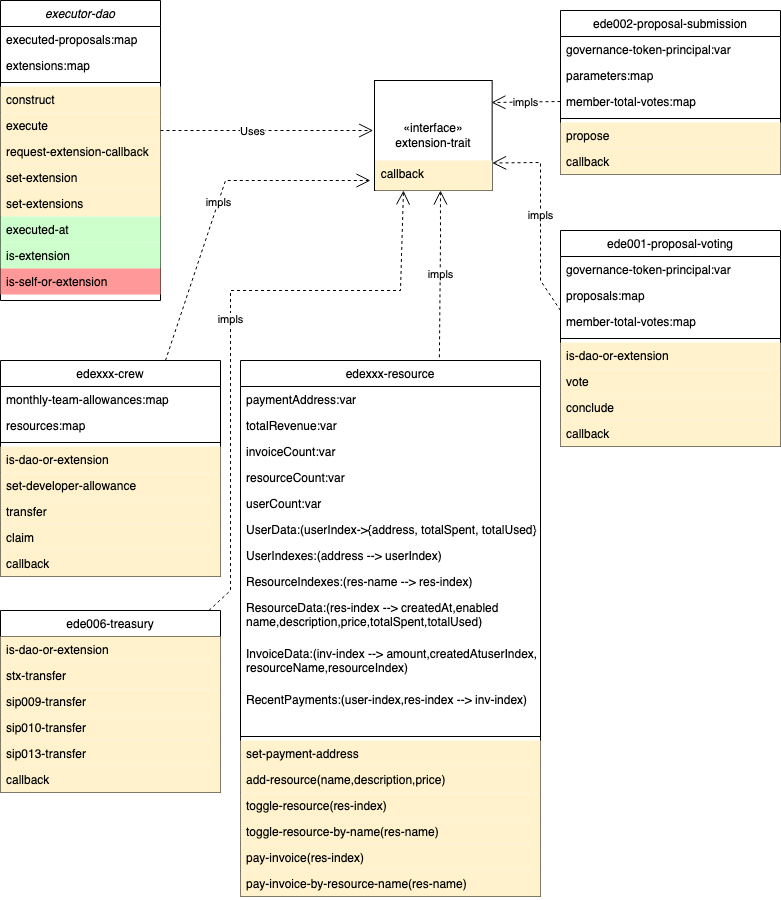 executor-dao
executed-proposals:map
extensions:map
construct
execute
request-extension-callback
set-extension
set-extensions
executed-at
is-extension
is-self-or-extension
Uses
«interface»
extension-trait
callback
impls
ede002-proposal-submission
governance-token-principal:var
parameters:map
member-total-votes:map
propose
callback
impls
ede001-proposal-voting
governance-token-principal:var
proposals:map
member-total-votes:map
is-dao-or-extension
vote
conclude
callback
impls
impls
impls
edexxx-crew
monthly-team-allowances:map
resources:map
is-dao-or-extension
set-developer-allowance
transfer
claim
callback
ede006-treasury
is-dao-or-extension
stx-transfer
sip009-transfer
sip010-transfer
sip013-transfer
callback
edexxx-resource
paymentAddress:var
totalRevenue:var
invoiceCount:var
resourceCount:var
userCount:var
UserData:(userIndex->{address, totalSpent, totalUsed}
UserIndexes:(address --> userIndex)
ResourceIndexes:(res-name --> res-index)
ResourceData:(res-index --> createdAt,enabled
name,description,price,totalSpent,totalUsed)
InvoiceData:(inv-index --> amount,createdAtuserIndex,
resourceName,resourceIndex)
RecentPayments:(user-index,res-index --> inv-index)
set-payment-address
add-resource(name,description,price)
toggle-resource(res-index)
toggle-resource-by-name(res-name)
pay-invoice(res-index)
pay-invoice-by-resource-name(res-name)